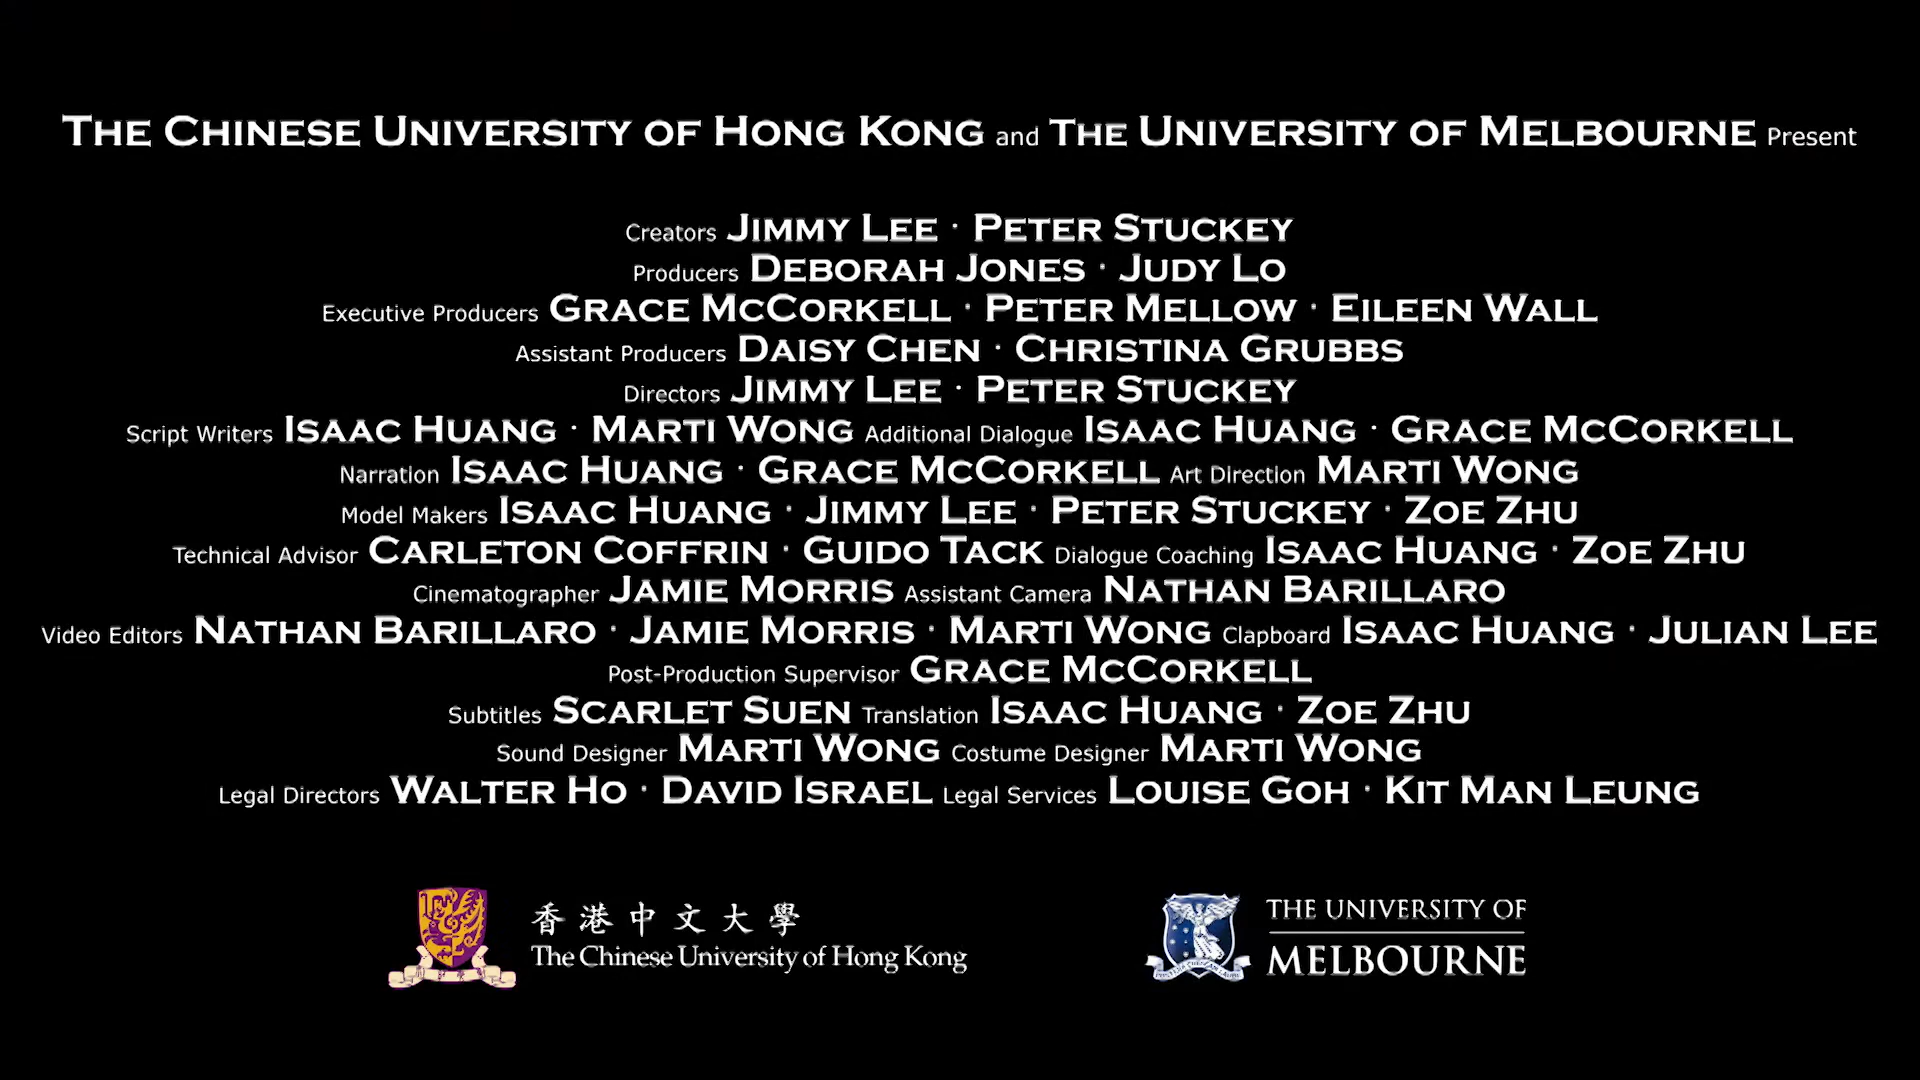 THE CHINESE UNIVERSITY OF HONG KONG and THE UNIVERSITY OF MELBOURNE Present
Creators JIMMY LEE · PETER STUCKEY
Producers DEBORAH JONES · JUDY LO
Executive Producers GRACE MCCORKELL · PETER MELLOW · EILEEN WALL
Assistant Producers DAISY CHEN · CHRISTINA GRUBBS
Directors JIMMY LEE · PETER STUCKEY
Script Writers ISAAC HUANG · MARTI WONG Additional Dialogue ISAAC HUANG · GRACE MCCORKELL
Narration ISAAC HUANG · GRACE MCCORKELL Art Direction MARTI WONG
Model Makers ISAAC HUANG · JIMMY LEE · PETER STUCKEY · ZOE ZHU
Technical Advisor CARLETON COFFRIN · GUIDO TACK Dialogue Coaching ISAAC HUANG · ZOE ZHU
Cinematographer JAMIE MORRIS Assistant Camera NATHAN BARILLARO
Video Editors NATHAN BARILLARO · JAMIE MORRIS · MARTI WONG Clapboard ISAAC HUANG · JULIAN LEE
Post-Production Supervisor GRACE MCCORKELL
Subtitles SCARLET SUEN Translation ISAAC HUANG · ZOE ZHU
Sound Designer MARTI WONG Costume Designer MARTI WONG
Legal Directors WALTER HO · DAVID ISRAEL Legal Services LOUISE GOH · KIT MAN LEUNG
香港中文大學
The Chinese University of Hong Kong
THE UNIVERSITY OF
MELBOURNE